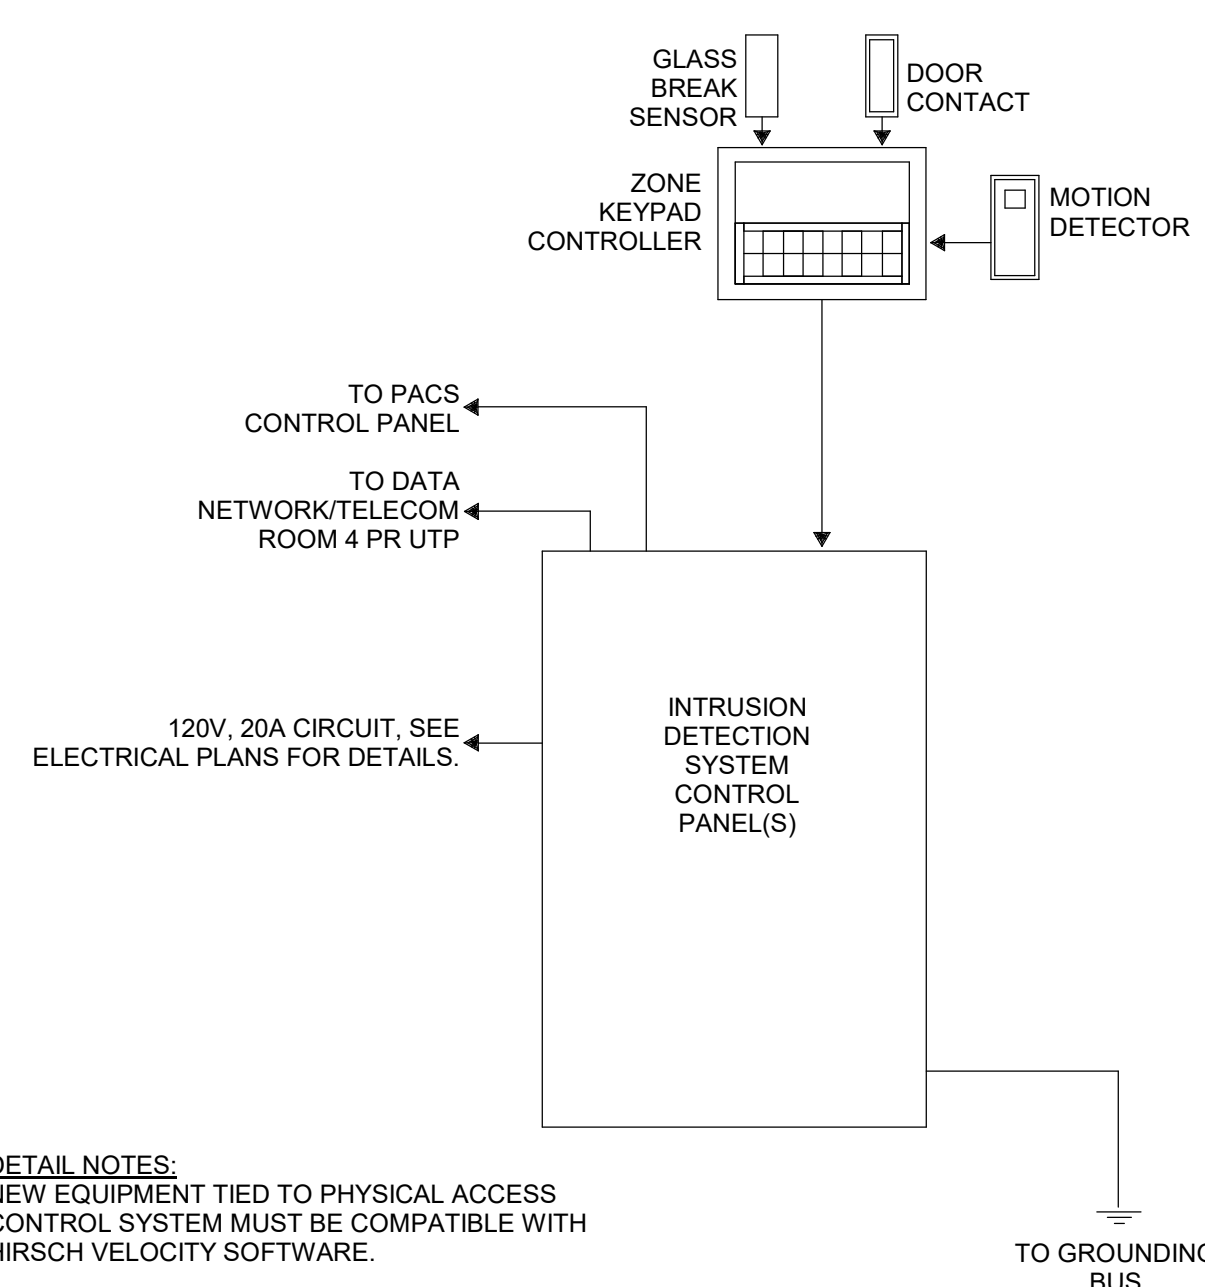 GLASS
BREAK
SENSOR
DOOR
CONTACT
ZONE
KEYPAD
CONTROLLER
MOTION
DETECTOR
TO PACS
CONTROL PANEL
TO DATA
NETWORK/TELECOM
ROOM 4 PR UTP
120V, 20A CIRCUIT, SEE
ELECTRICAL PLANS FOR DETAILS.
INTRUSION
DETECTION
SYSTEM
CONTROL
PANEL(S)
DETAIL NOTES:
NEW EQUIPMENT TIED TO PHYSICAL ACCESS
CONTROL SYSTEM MUST BE COMPATIBLE WITH
HIRSCH VELOCITY SOFTWARE.
TO GROUNDING
BUS